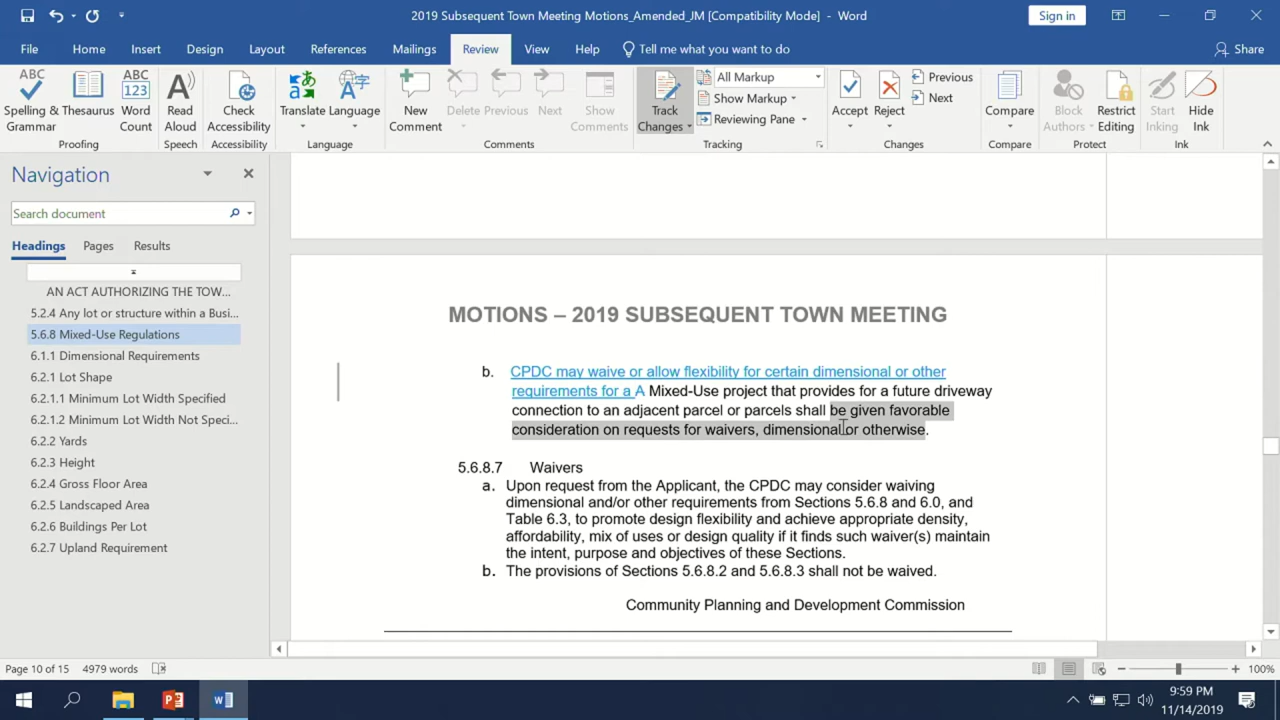 2019 Subsequent Town Meeting Motions_Amended_JM [Compatibility Mode] - Word
Sign in
File Home Insert Design Layout References Mailings Review View Help Tell me what you want to do Share
ABC Spelling & Grammar
Thesaurus
ABC 123 Word Count
Proofing
Read Aloud
Speech
Check Accessibility
Accessibility
Translate
Language
Language
New Comment
Delete
Previous
Next
Show Comments
Comments
Track Changes
All Markup
Show Markup
Reviewing Pane
Tracking
Accept
Reject
Previous
Next
Changes
Compare
Compare
Block Authors
Restrict Editing
Protect
Start Inking
Hide Ink
Ink
Navigation
Search document
Headings Pages Results
AN ACT AUTHORIZING THE TOW...
5.2.4 Any lot or structure within a Busi...
5.6.8 Mixed-Use Regulations
6.1.1 Dimensional Requirements
6.2.1 Lot Shape
6.2.1.1 Minimum Lot Width Specified
6.2.1.2 Minimum Lot Width Not Speci...
6.2.2 Yards
6.2.3 Height
6.2.4 Gross Floor Area
6.2.5 Landscaped Area
6.2.6 Buildings Per Lot
6.2.7 Upland Requirement
MOTIONS – 2019 SUBSEQUENT TOWN MEETING
b. CPDC may waive or allow flexibility for certain dimensional or other
requirements for a A Mixed-Use project that provides for a future driveway
connection to an adjacent parcel or parcels shall be given favorable
consideration on requests for waivers, dimensional or otherwise.
5.6.8.7 Waivers
a. Upon request from the Applicant, the CPDC may consider waiving
dimensional and/or other requirements from Sections 5.6.8 and 6.0, and
Table 6.3, to promote design flexibility and achieve appropriate density,
affordability, mix of uses or design quality if it finds such waiver(s) maintain
the intent, purpose and objectives of these Sections.
b. The provisions of Sections 5.6.8.2 and 5.6.8.3 shall not be waived.
Community Planning and Development Commission
Page 10 of 15 4979 words
100%
9:59 PM
11/14/2019